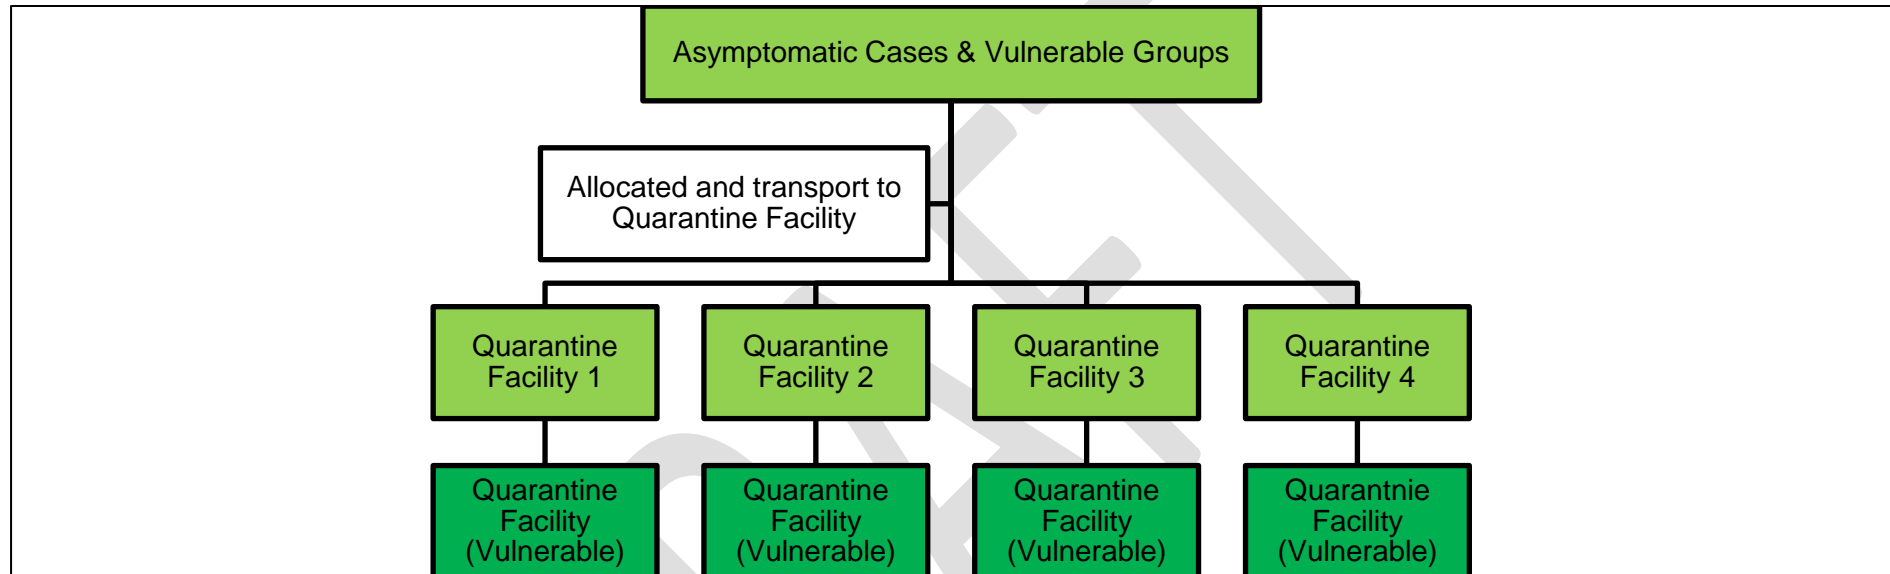 Asymptomatic Cases & Vulnerable Groups
Allocated and transport to
Quarantine Facility
Quarantine
Facility 1
Quarantine
Facility 2
Quarantine
Facility 3
Quarantine
Facility 4
Quarantine
Facility
(Vulnerable)
Quarantine
Facility
(Vulnerable)
Quarantine
Facility
(Vulnerable)
Quarantnie
Facility
(Vulnerable)